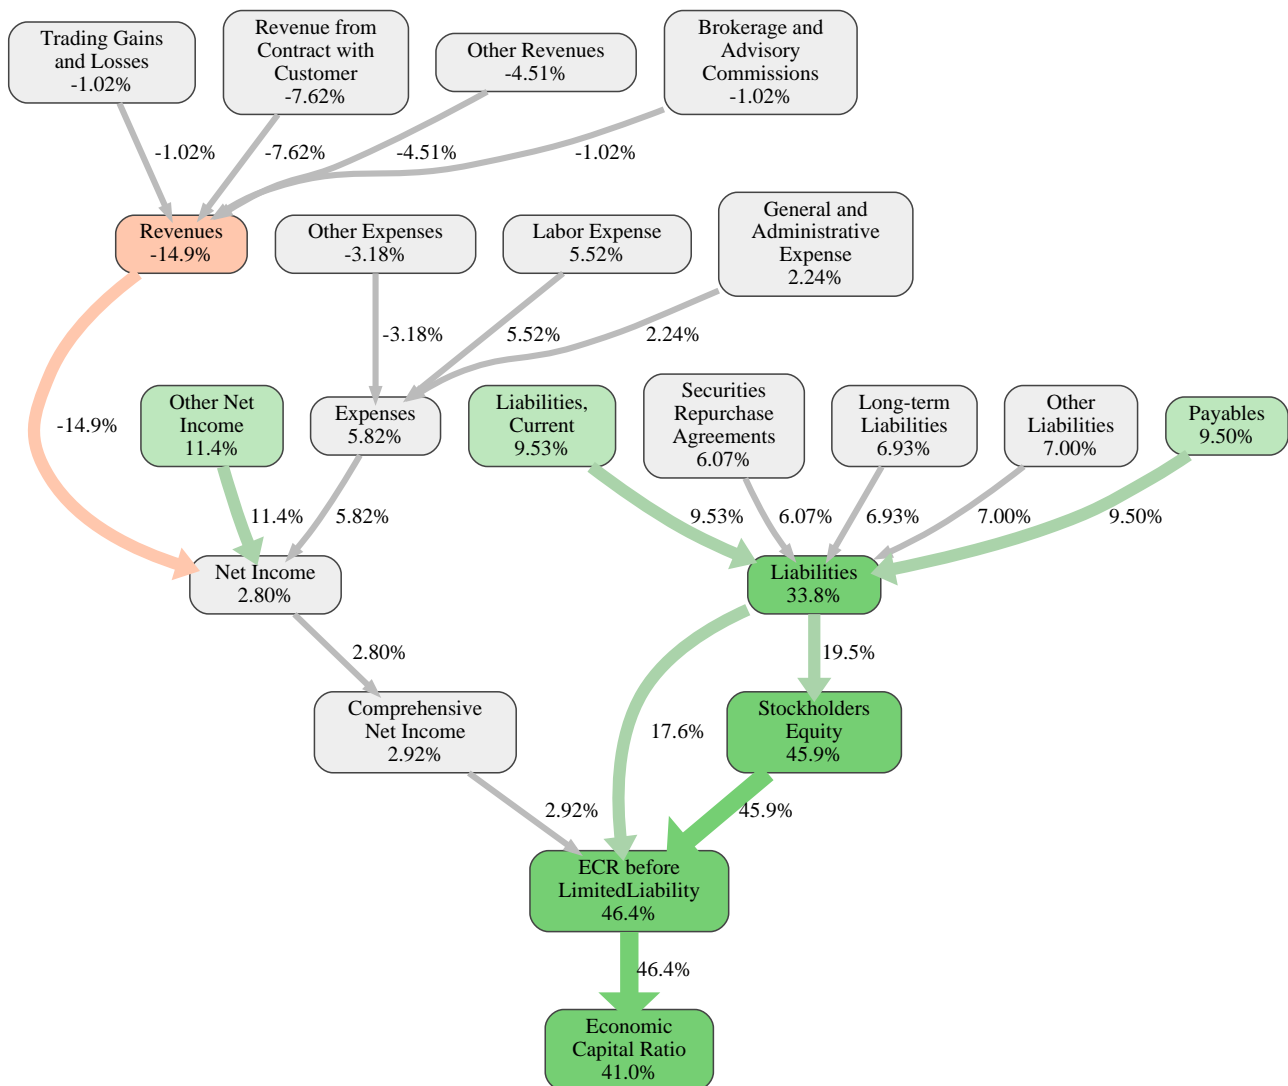 Trading Gains
and Losses
-1.02%
Revenue from
Contract with
Customer
-7.62%
Other Revenues
-4.51%
Brokerage and
Advisory
Commissions
-1.02%
-1.02%
-7.62%
-4.51%
-1.02%
Revenues
-14.9%
Other Expenses
-3.18%
Labor Expense
5.52%
General and
Administrative
Expense
2.24%
-3.18%
5.52%
2.24%
-14.9%
Other Net
Income
11.4%
Expenses
5.82%
Liabilities,
Current
9.53%
Securities
Repurchase
Agreements
6.07%
Long-term
Liabilities
6.93%
Other
Liabilities
7.00%
Payables
9.50%
11.4%
5.82%
9.53%
6.07%
6.93%
7.00%
9.50%
Net Income
2.80%
Liabilities
33.8%
2.80%
19.5%
17.6%
Comprehensive
Net Income
2.92%
Stockholders
Equity
45.9%
2.92%
45.9%
ECR before
LimitedLiability
46.4%
46.4%
Economic
Capital Ratio
41.0%